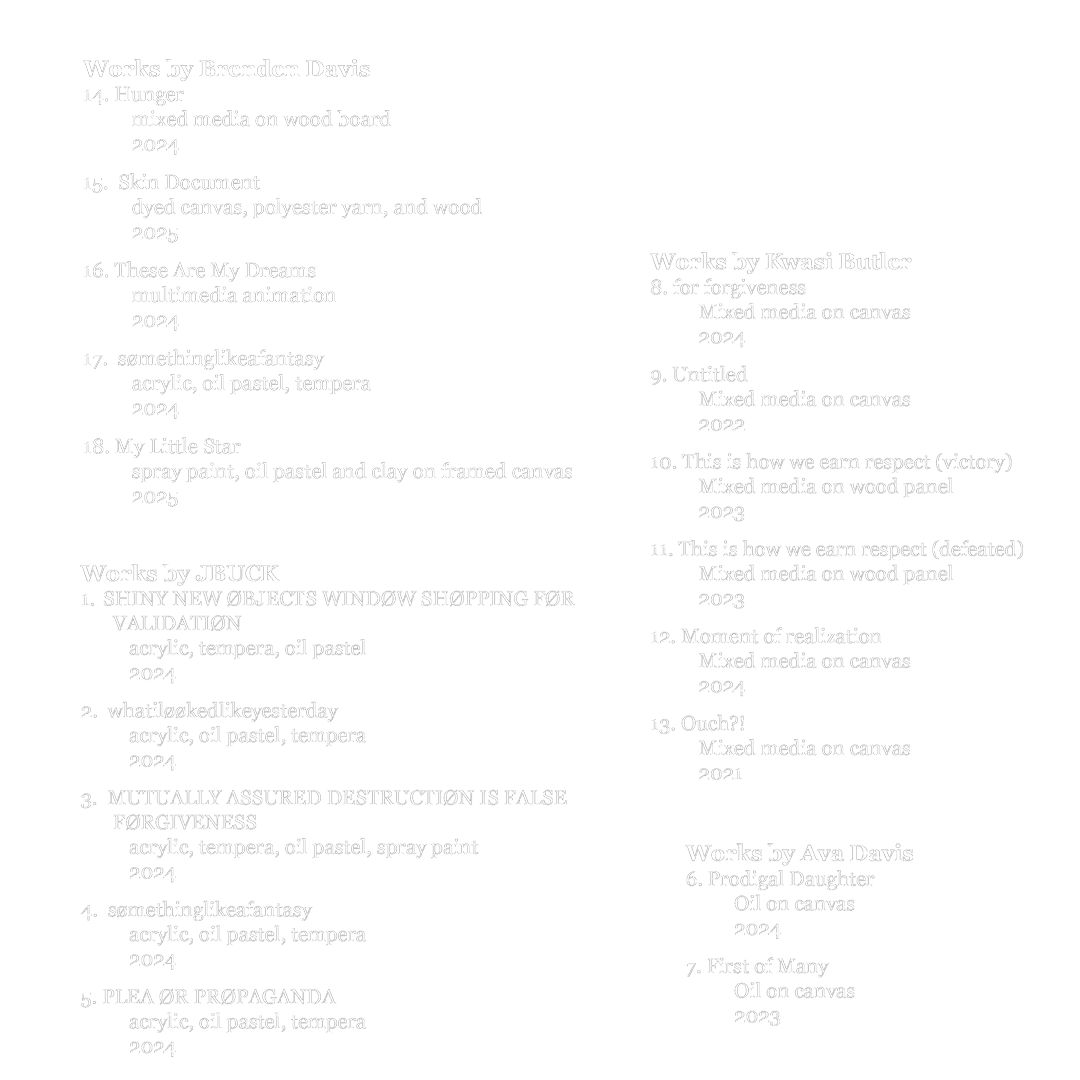 Works by Brenden Davis
14. Hunger
mixed media on wood board
2024
15. Skin Document
dyed canvas, polyester yarn, and wood
2025
16. These Are My Dreams
multimedia animation
2024
17. sømethinglikeafantasy
acrylic, oil pastel, tempera
2024
18. My Little Star
spray paint, oil pastel and clay on framed canvas
2025
Works by JBUCK
1. SHINY NEW ØBJECTS WINDØW SHØPPING FØR
VALIDATIØN
acrylic, tempera, oil pastel
2024
2. whatiløøkedlikeyesterday
acrylic, oil pastel, tempera
2024
3. MUTUALLY ASSURED DESTRUCTIØN IS FALSE
FØRGIVENESS
acrylic, tempera, oil pastel, spray paint
2024
4. sømethinglikeafantasy
acrylic, oil pastel, tempera
2024
5. PLEA ØR PRØPAGANDA
acrylic, oil pastel, tempera
2024
Works by Kwasi Butler
8. for forgiveness
Mixed media on canvas
2024
9. Untitled
Mixed media on canvas
2022
10. This is how we earn respect (victory)
Mixed media on wood panel
2023
11. This is how we earn respect (defeated)
Mixed media on wood panel
2023
12. Moment of realization
Mixed media on canvas
2024
13. Ouch?!
Mixed media on canvas
2021
Works by Ava Davis
6. Prodigal Daughter
Oil on canvas
2024
7. First of Many
Oil on canvas
2023